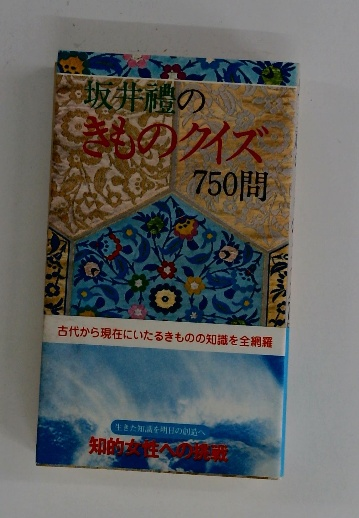 坂井禮の
きものクイズ
750問
古代から現在にいたるきものの知識を全網羅
生きた知識を明日の創造へ
知的女性への挑戦